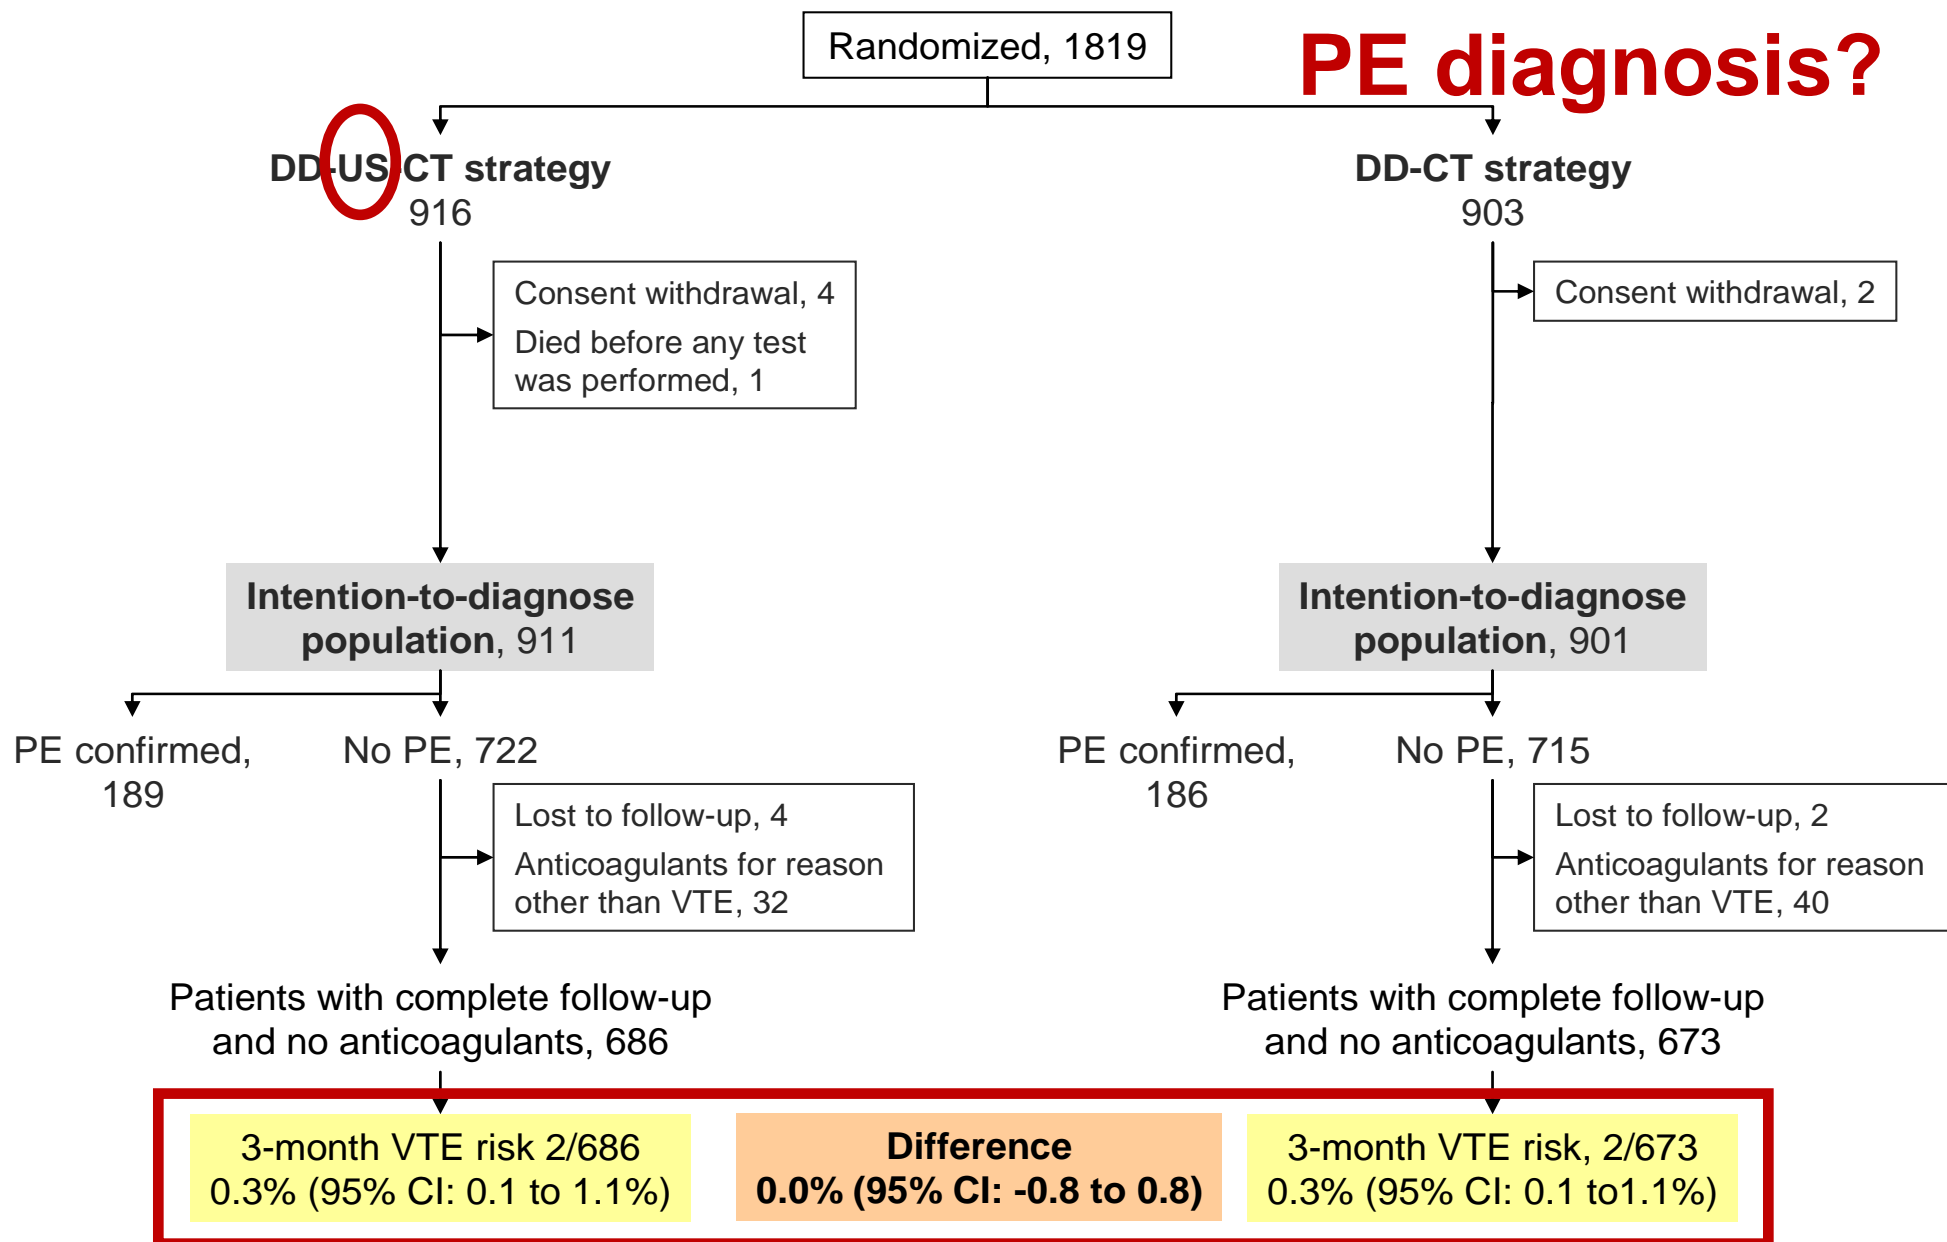 Randomized, 1819
PE diagnosis?
DD-US-CT strategy
916
DD-CT strategy
903
Consent withdrawal, 4
Died before any test
was performed, 1
Consent withdrawal, 2
Intention-to-diagnose
population, 911
Intention-to-diagnose
population, 901
PE confirmed,
189
No PE, 722
PE confirmed,
186
No PE, 715
Lost to follow-up, 4
Anticoagulants for reason
other than VTE, 32
Lost to follow-up, 2
Anticoagulants for reason
other than VTE, 40
Patients with complete follow-up
and no anticoagulants, 686
Patients with complete follow-up
and no anticoagulants, 673
3-month VTE risk 2/686
0.3% (95% CI: 0.1 to 1.1%)
Difference
0.0% (95% CI: -0.8 to 0.8)
3-month VTE risk, 2/673
0.3% (95% CI: 0.1 to1.1%)